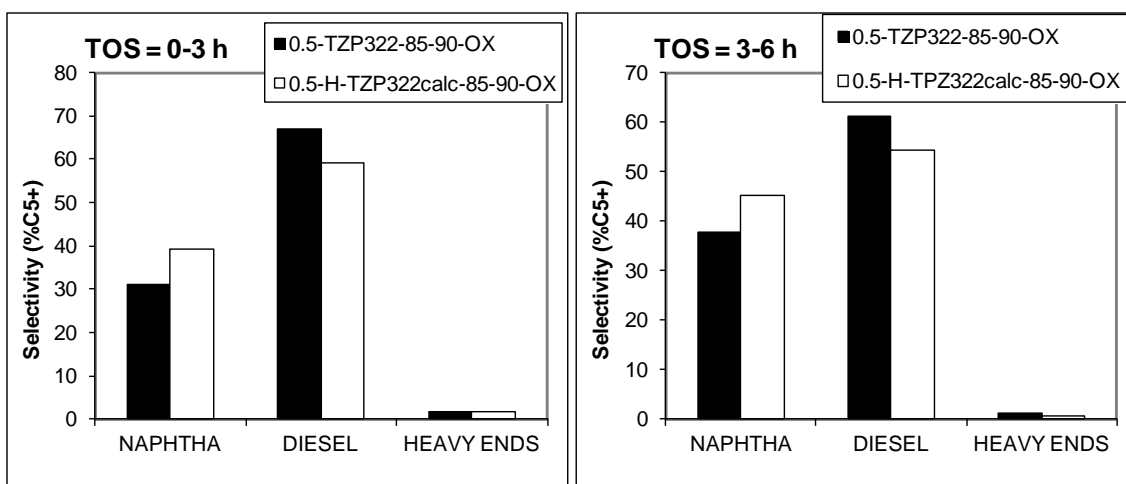 TOS = 0-3 h
0.5-TZP322-85-90-OX
0.5-H-TZP322calc-85-90-OX
80
70
60
50
40
30
20
10
0
Selectivity (%C5+)
NAPHTHA DIESEL HEAVY ENDS
TOS = 3-6 h
0.5-TZP322-85-90-OX
0.5-H-TPZ322calc-85-90-OX
70
60
50
40
30
20
10
0
Selectivity (%C5+)
NAPHTHA DIESEL HEAVY ENDS